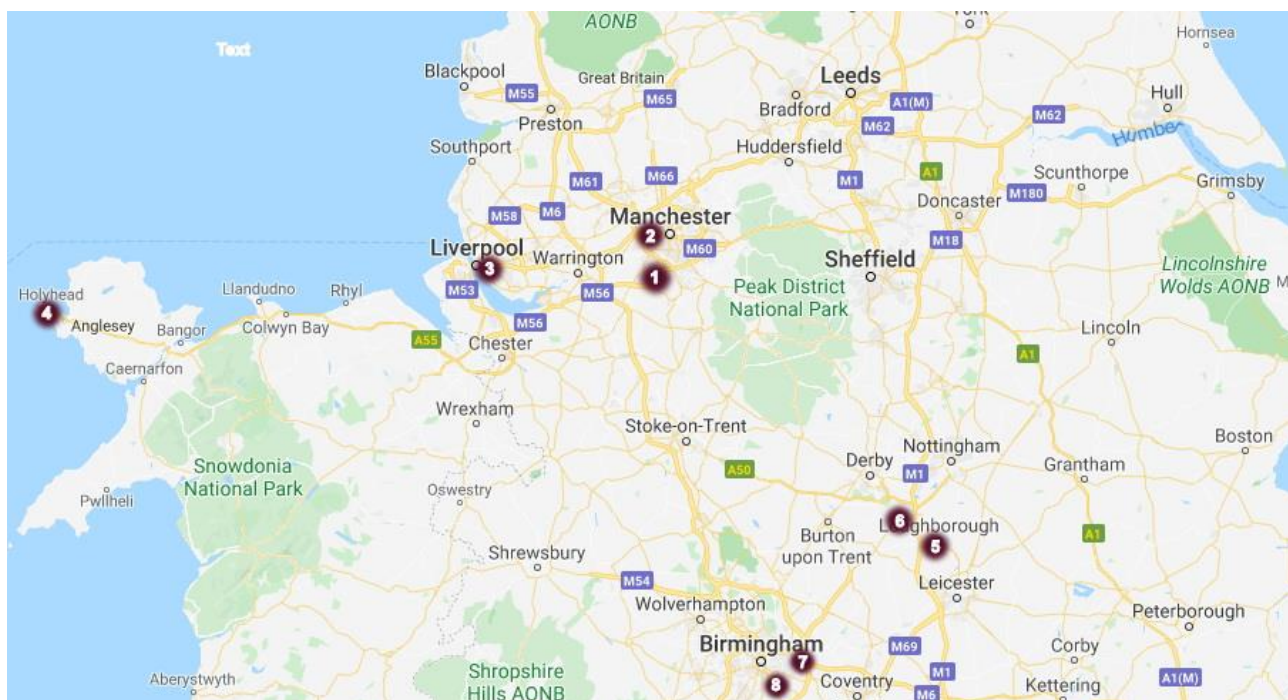 AONB
York
Hornsea
Text
Blackpool
Great Britain
Leeds
M55
M65
Bradford
A1(M)
Hull
Preston
M62
M62
Humbe
Southport
Huddersfield
M61
M66
M1
A1
Scunthorpe
M180
Grimsby
M58
M6
Manchester
Doncaster
2
M60
M18
Liverpool
3
Warrington
1
Sheffield
Lincolnshire
Wolds AONB
M
Holyhead
4
Llandudno
Rhyl
M53
M56
Peak District
National Park
Anglesey
Bangor
Colwyn Bay
M56
Lincoln
A55
Chester
A1
Caernarfon
Wrexham
Stoke-on-Trent
Nottingham
Boston
Snowdonia
National Park
A50
Derby
M1
Grantham
Pwllheli
Oswestry
6
Loughborough
A1
Burton
upon Trent
5
Shrewsbury
M54
Leicester
Wolverhampton
Peterborough
Birmingham
M69
Corby
7
Shropshire
Hills AONB
M1
Aberystwyth
8
Coventry
M6
Kettering
A1(M)